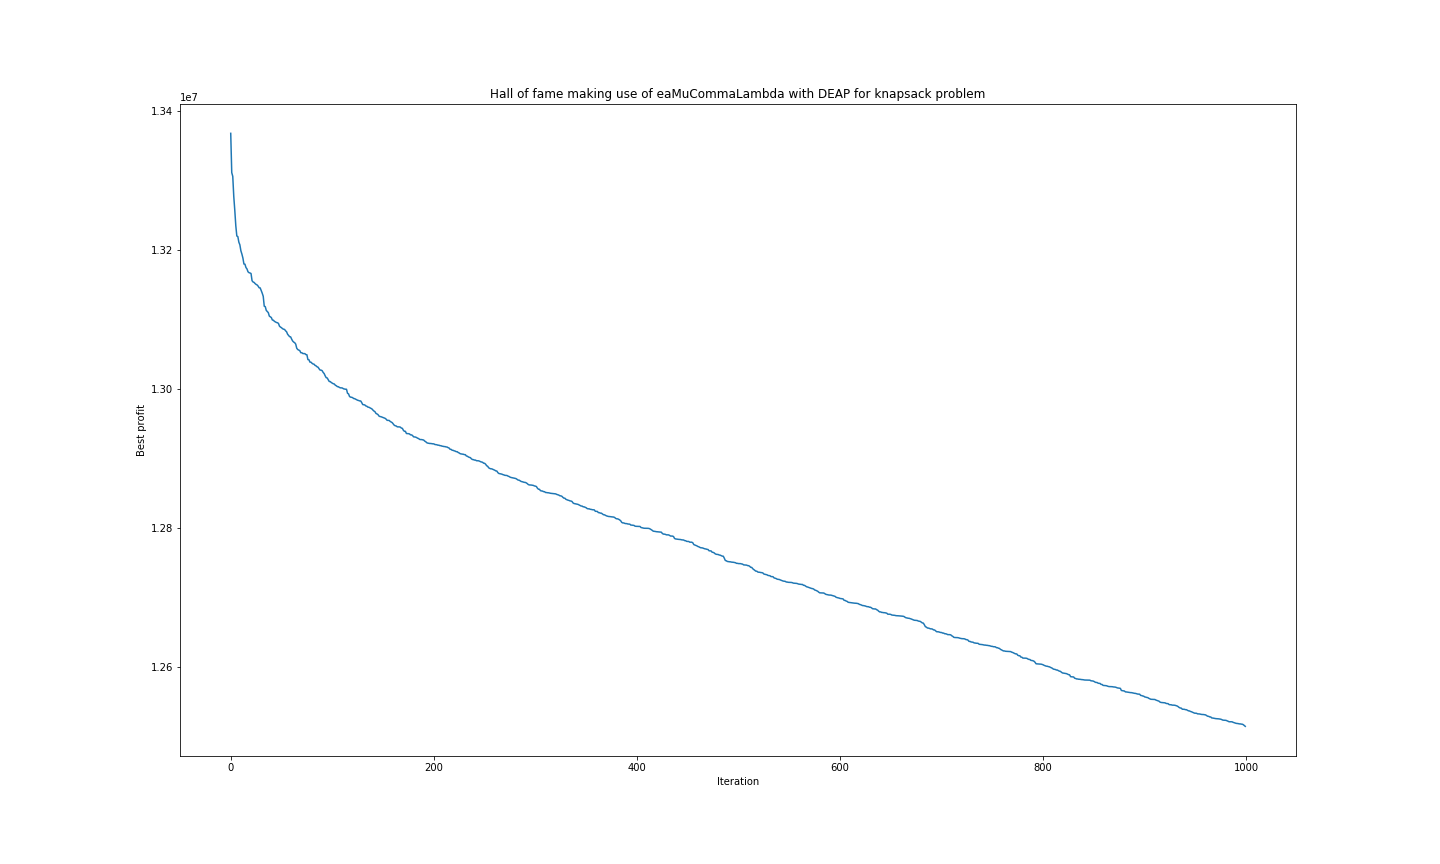 Hall of fame making use of eaMuCommaLambda with DEAP for knapsack problem
1e7
1.34
1.32
1.30
1.28
1.26
Best profit
0 200 400 600 800 1000
Iteration